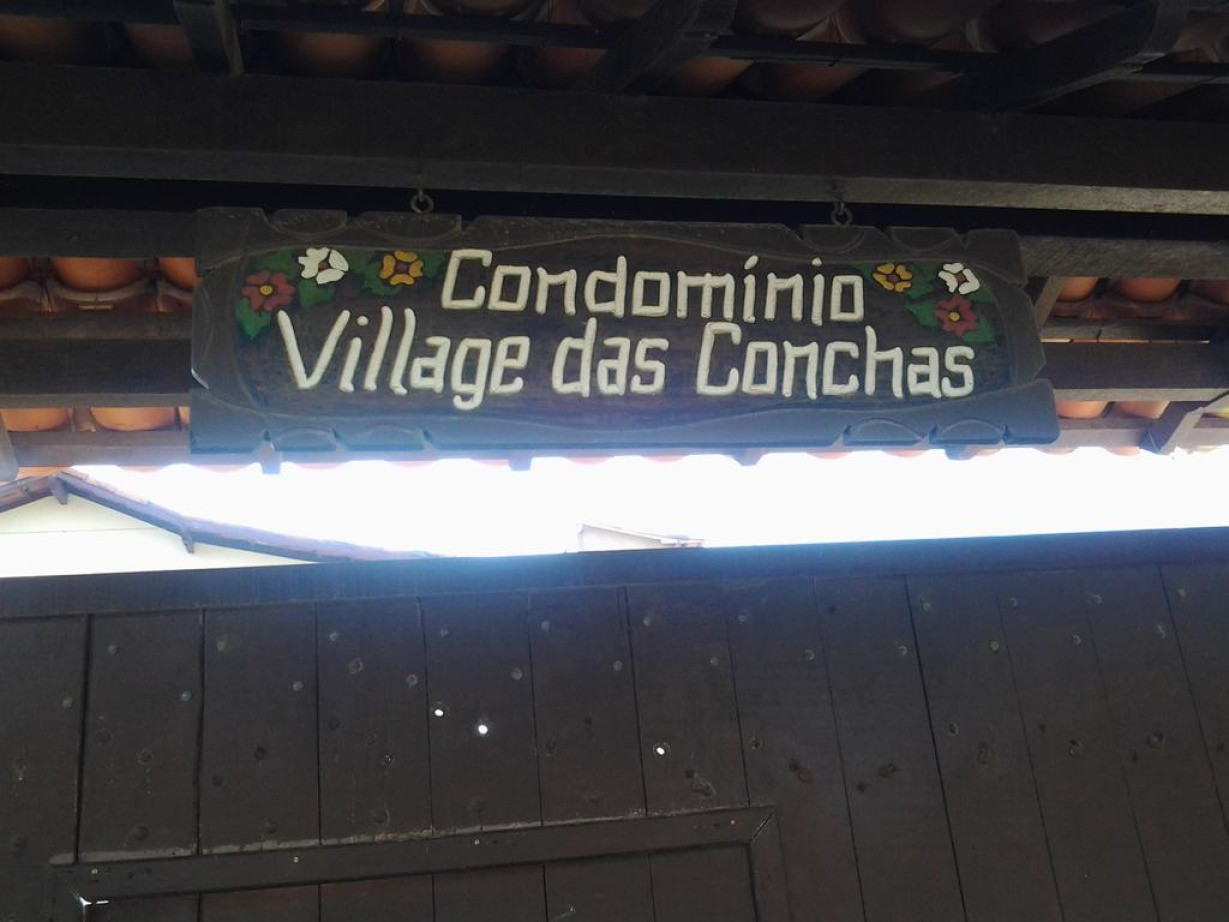 Condomínio
Village das Conchas